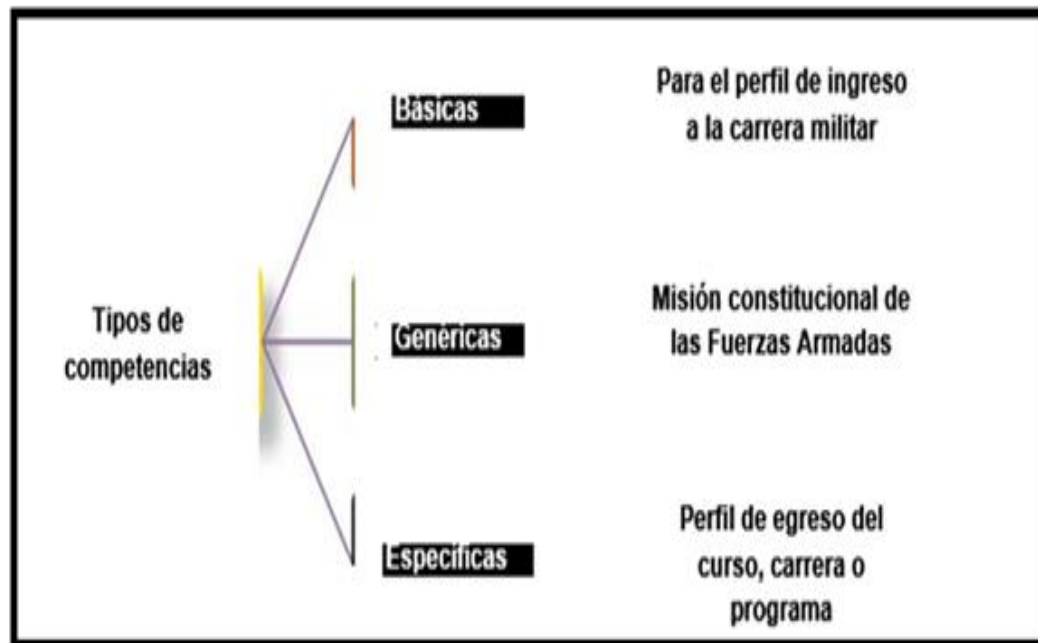 Tipos de
competencias
Básicas
Para el perfil de ingreso
a la carrera militar
Genéricas
Misión constitucional de
las Fuerzas Armadas
Específicas
Perfil de egreso del
curso, carrera o
programa